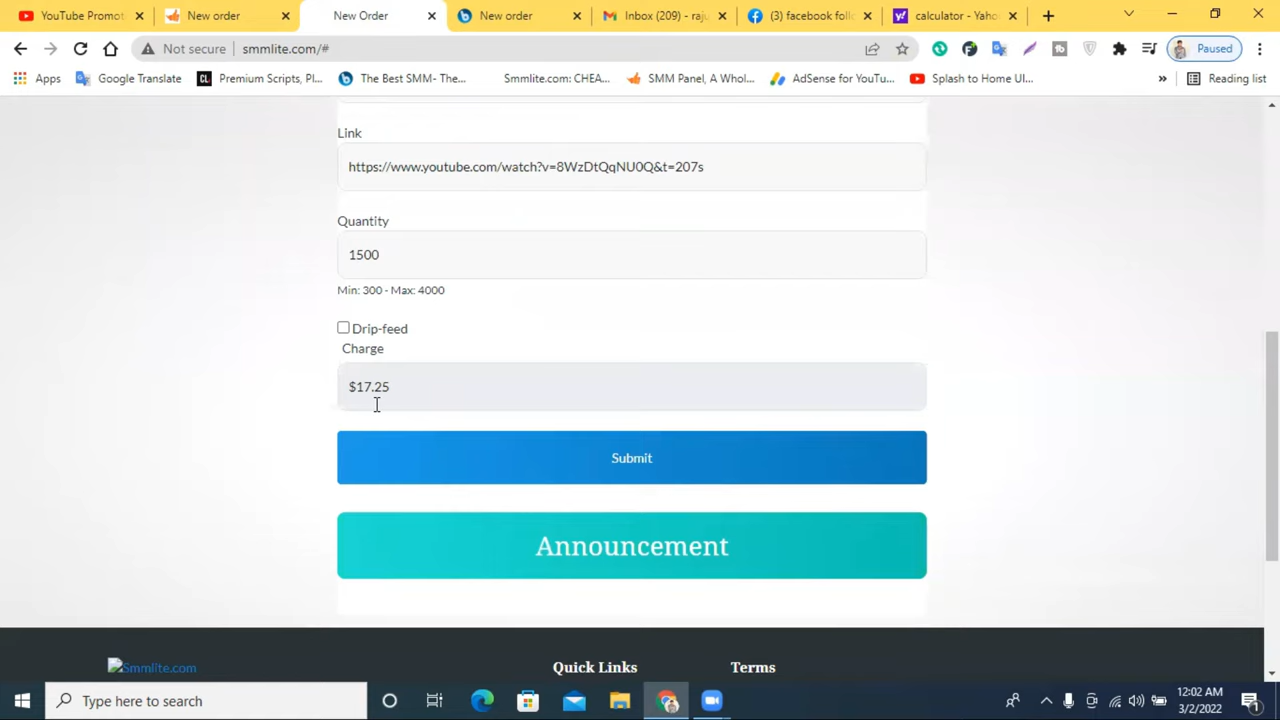 YouTube Promot
New order
New Order
New order
Inbox (209) - raju
(3) facebook follo
calculator - Yaho
Not secure
smmlite.com/#
Paused
Apps
Google Translate
CL
Premium Scripts, Pl...
The Best SMM- The...
Smmlite.com: CHEA...
SMM Panel, A Whol...
AdSense for YouTu...
Splash to Home UI...
»
Reading list
Link
https://www.youtube.com/watch?v=8WzDtQqNU0Q&t=207s
Quantity
1500
Min: 300 - Max: 4000
Drip-feed
Charge
$17.25
Submit
Announcement
Smmlite.com
Quick Links
Terms
Type here to search
12:02 AM
3/2/2022
1